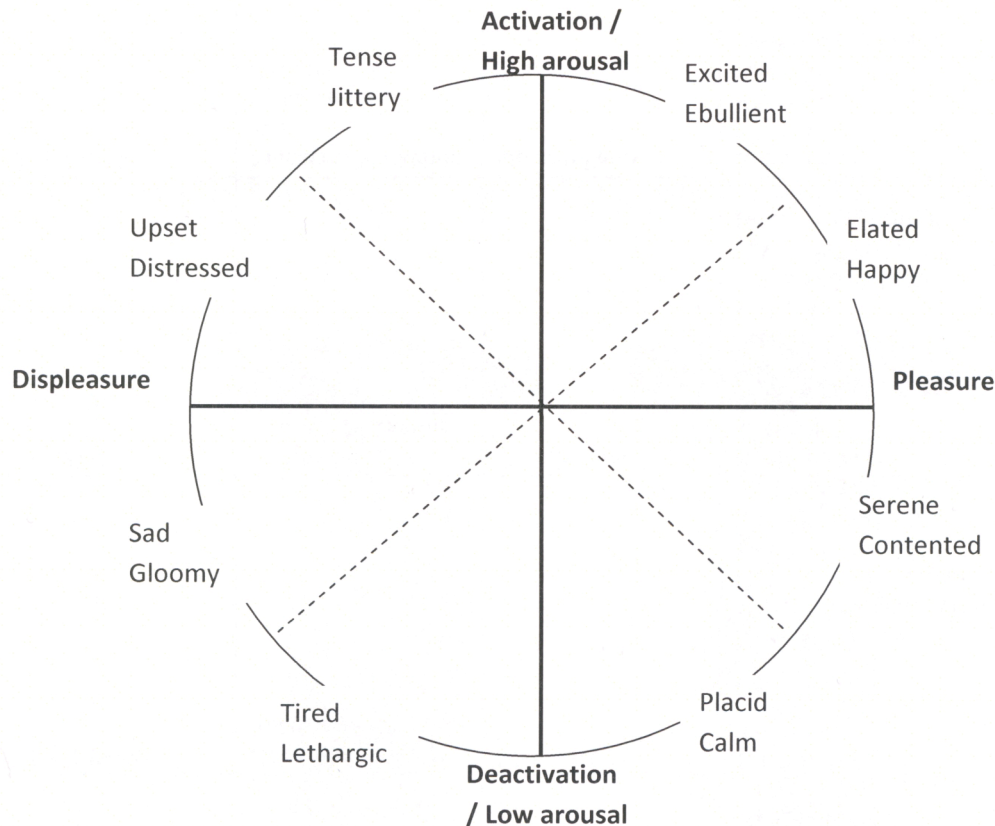 Activation /
High arousal
Tense
Jittery
Excited
Ebullient
Upset
Distressed
Elated
Happy
Displeasure
Pleasure
Sad
Gloomy
Serene
Contented
Tired
Lethargic
Placid
Calm
Deactivation
/ Low arousal